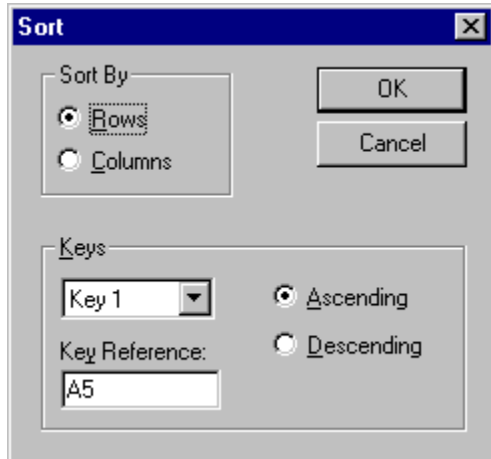 Sort
Sort By
Rows
Columns
OK
Cancel
Keys
Key 1
Ascending
Descending
Key Reference:
A5